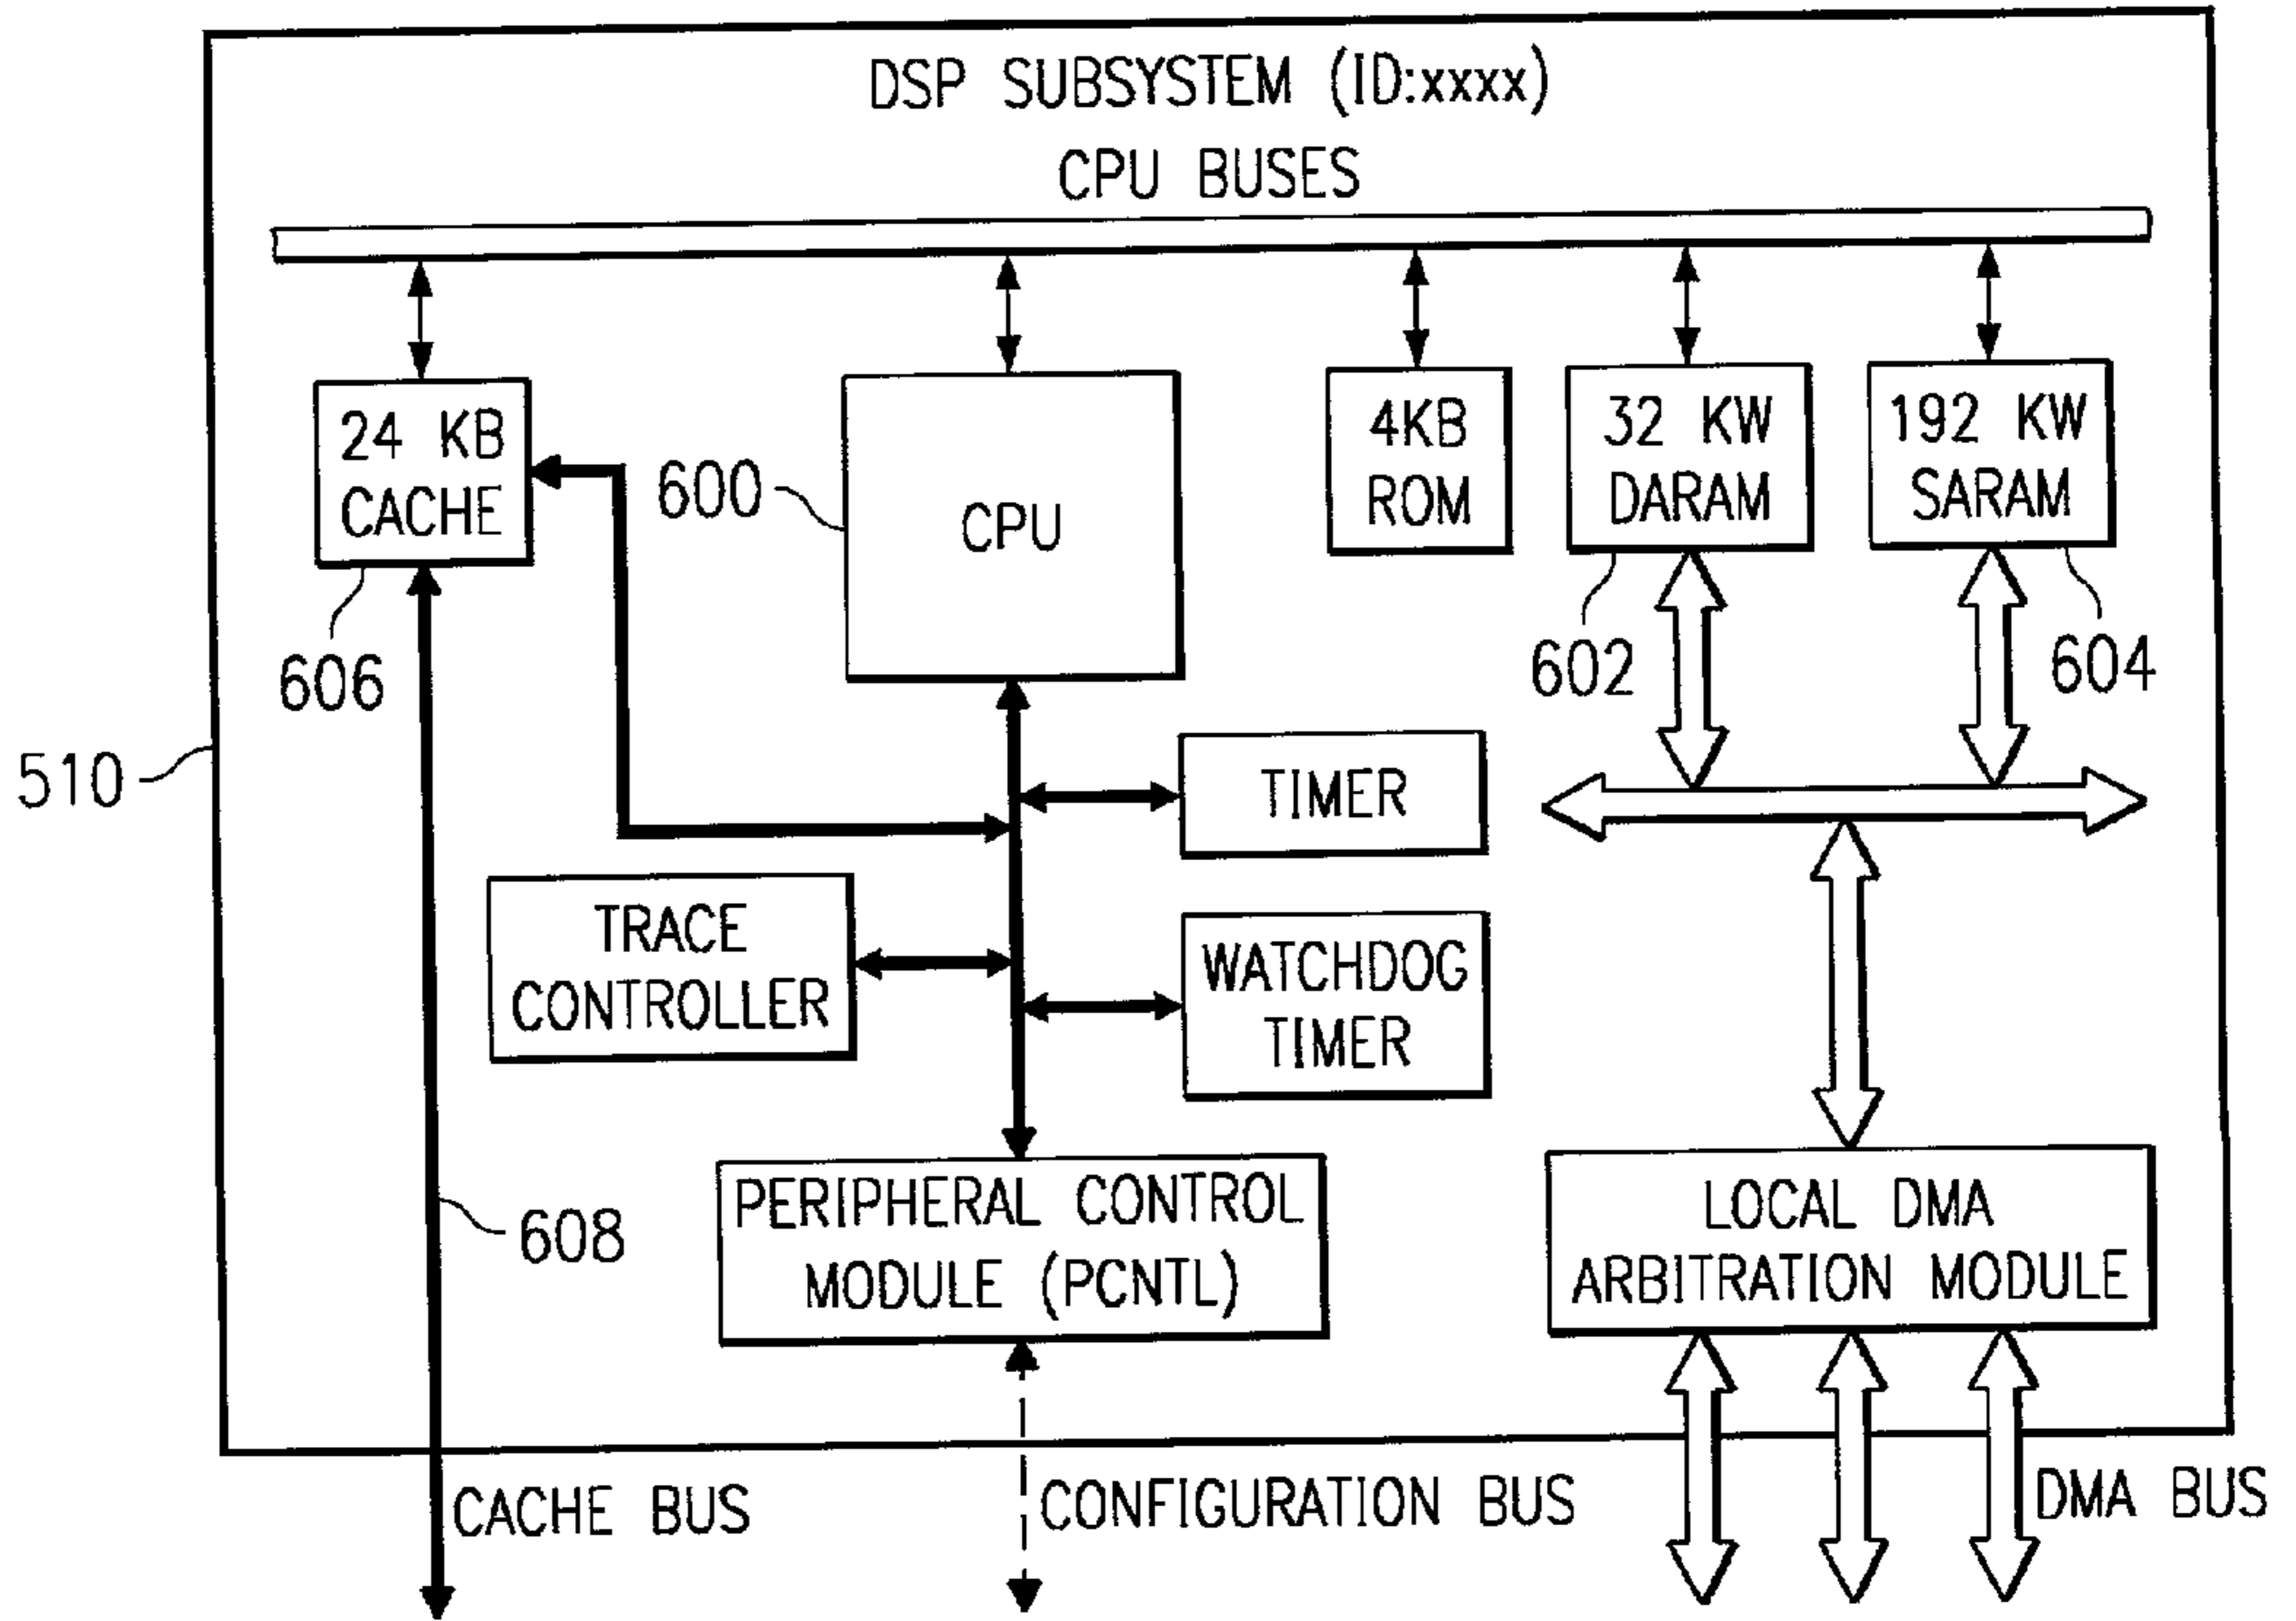 DSP SUBSYSTEM (ID:xxxx)
CPU BUSES
24 KB
CACHE
600
CPU
4KB
ROM
32 KW
DARAM
192 KW
SARAM
606
602
604
510
TIMER
TRACE
CONTROLLER
WATCHDOG
TIMER
608
PERIPHERAL CONTROL
MODULE (PCNTL)
LOCAL DMA
ARBITRATION MODULE
CACHE BUS
CONFIGURATION BUS
DMA BUS